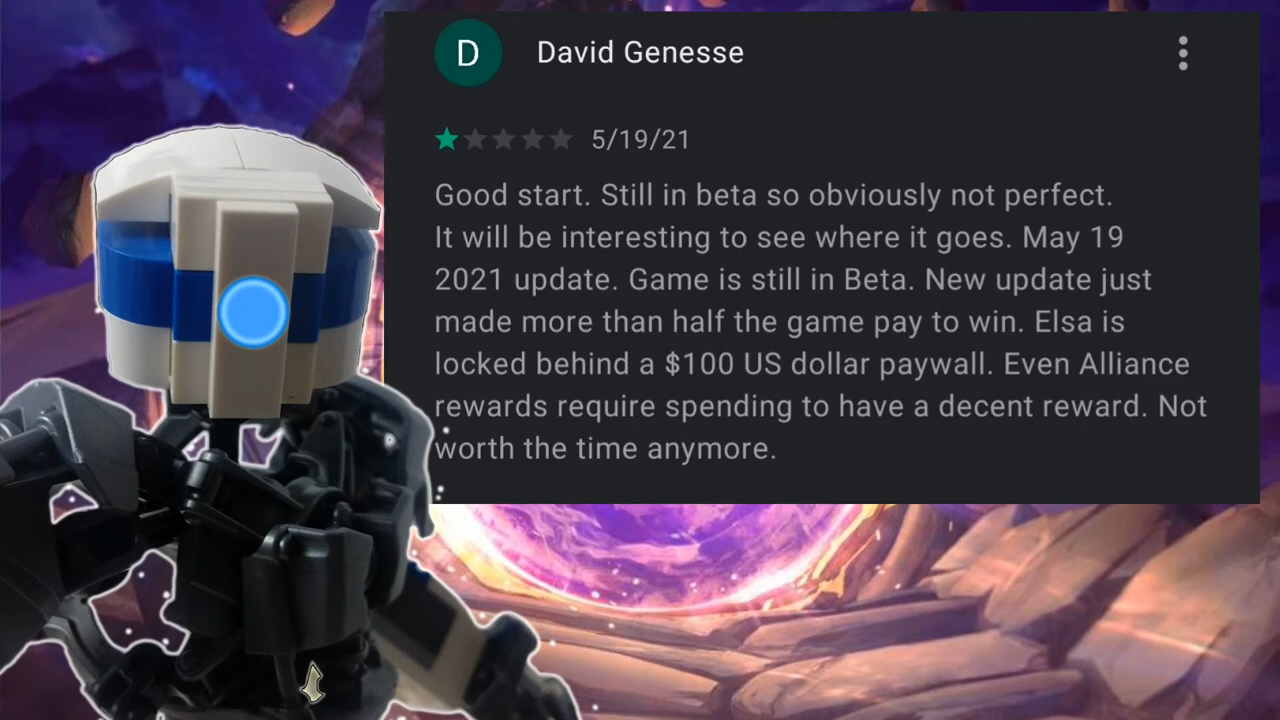 D
David Genesse
5/19/21
Good start. Still in beta so obviously not perfect.
It will be interesting to see where it goes. May 19
2021 update. Game is still in Beta. New update just
made more than half the game pay to win. Elsa is
locked behind a $100 US dollar paywall. Even Alliance
rewards require spending to have a decent reward. Not
worth the time anymore.